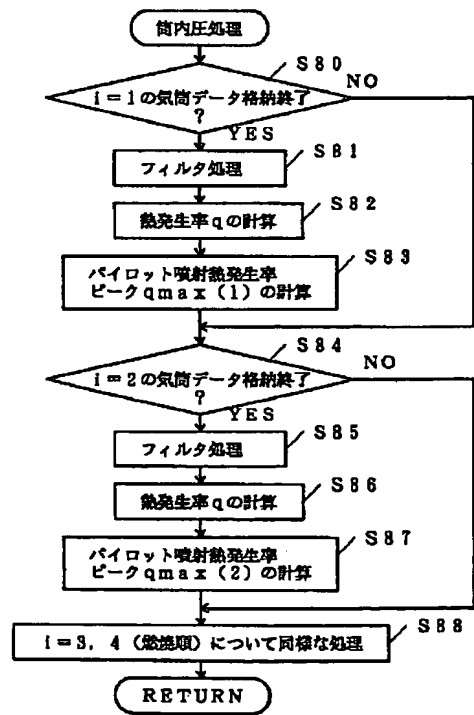 筒内圧処理
S80
NO
i=1の気筒データ格納終了
?
YES
S81
フィルタ処理
S82
熱発生率qの計算
S83
パイロット噴射熱発生率
ピークqmax(1)の計算
S84
NO
i=2の気筒データ格納終了
?
YES
S85
フィルタ処理
S86
熱発生率qの計算
S87
パイロット噴射熱発生率
ピークqmax(2)の計算
S88
i=3,4(燃焼順)について同様な処理
RETURN